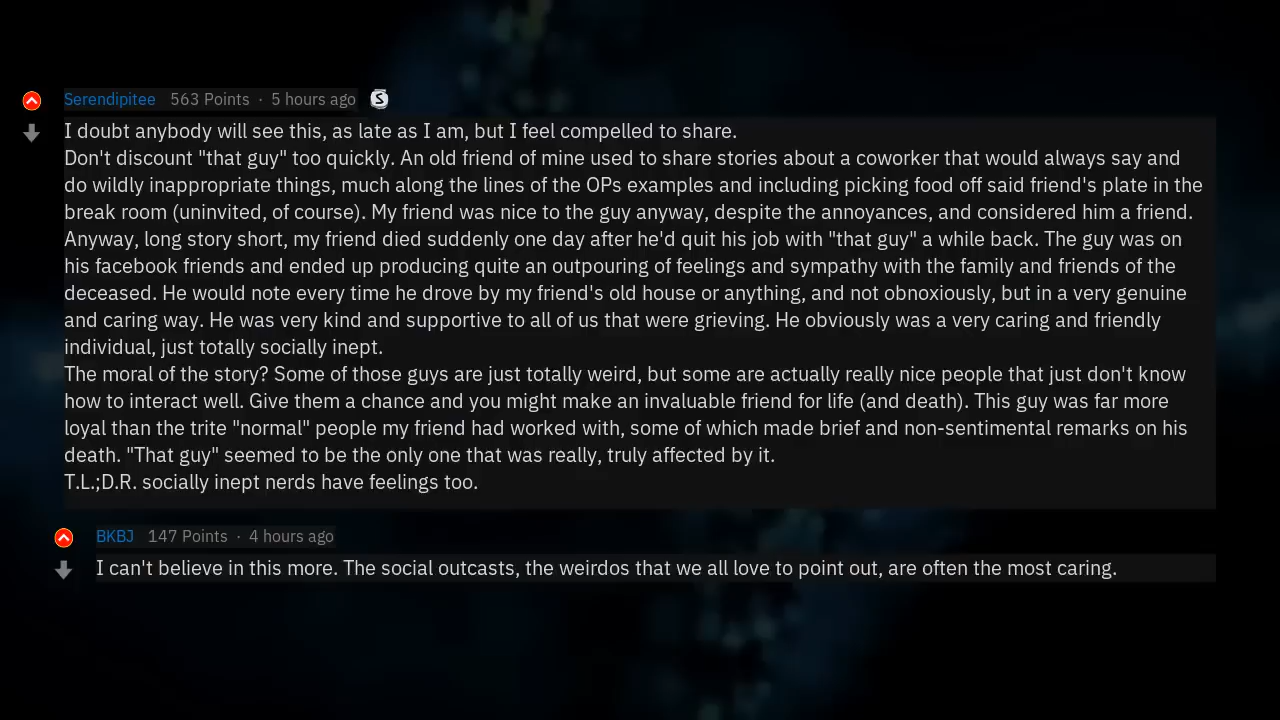 Serendipitee 563 Points · 5 hours ago S
I doubt anybody will see this, as late as I am, but I feel compelled to share.
Don't discount "that guy" too quickly. An old friend of mine used to share stories about a coworker that would always say and
do wildly inappropriate things, much along the lines of the OPs examples and including picking food off said friend's plate in the
break room (uninvited, of course). My friend was nice to the guy anyway, despite the annoyances, and considered him a friend.
Anyway, long story short, my friend died suddenly one day after he'd quit his job with "that guy" a while back. The guy was on
his facebook friends and ended up producing quite an outpouring of feelings and sympathy with the family and friends of the
deceased. He would note every time he drove by my friend's old house or anything, and not obnoxiously, but in a very genuine
and caring way. He was very kind and supportive to all of us that were grieving. He obviously was a very caring and friendly
individual, just totally socially inept.
The moral of the story? Some of those guys are just totally weird, but some are actually really nice people that just don't know
how to interact well. Give them a chance and you might make an invaluable friend for life (and death). This guy was far more
loyal than the trite "normal" people my friend had worked with, some of which made brief and non-sentimental remarks on his
death. "That guy" seemed to be the only one that was really, truly affected by it.
T.L.;D.R. socially inept nerds have feelings too.
BKBJ 147 Points · 4 hours ago
I can't believe in this more. The social outcasts, the weirdos that we all love to point out, are often the most caring.